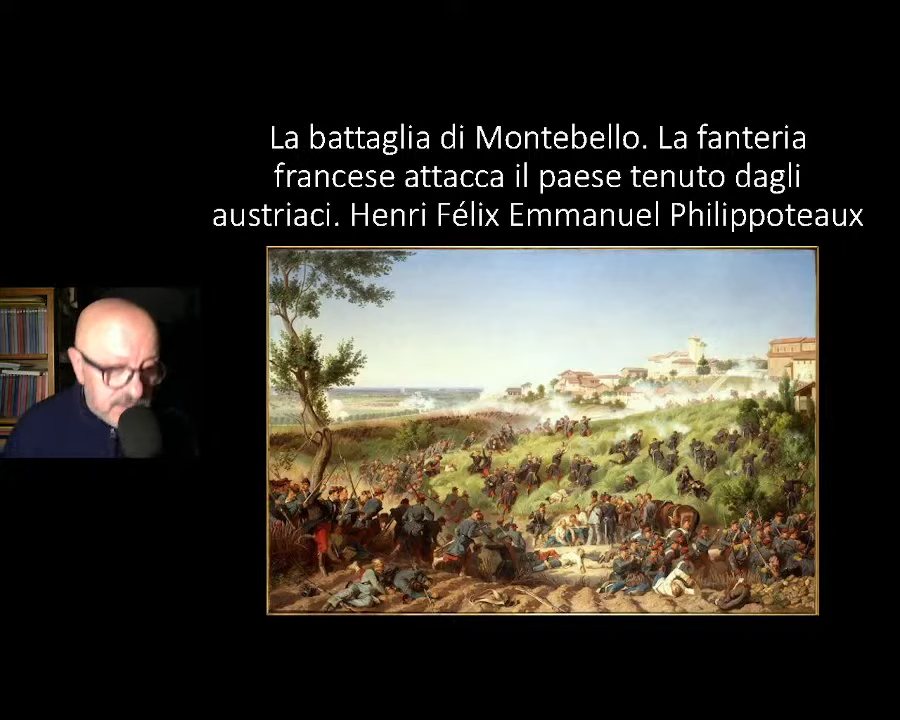 La battaglia di Montebello. La fanteria
francese attacca il paese tenuto dagli
austriaci. Henri Félix Emmanuel Philippoteaux